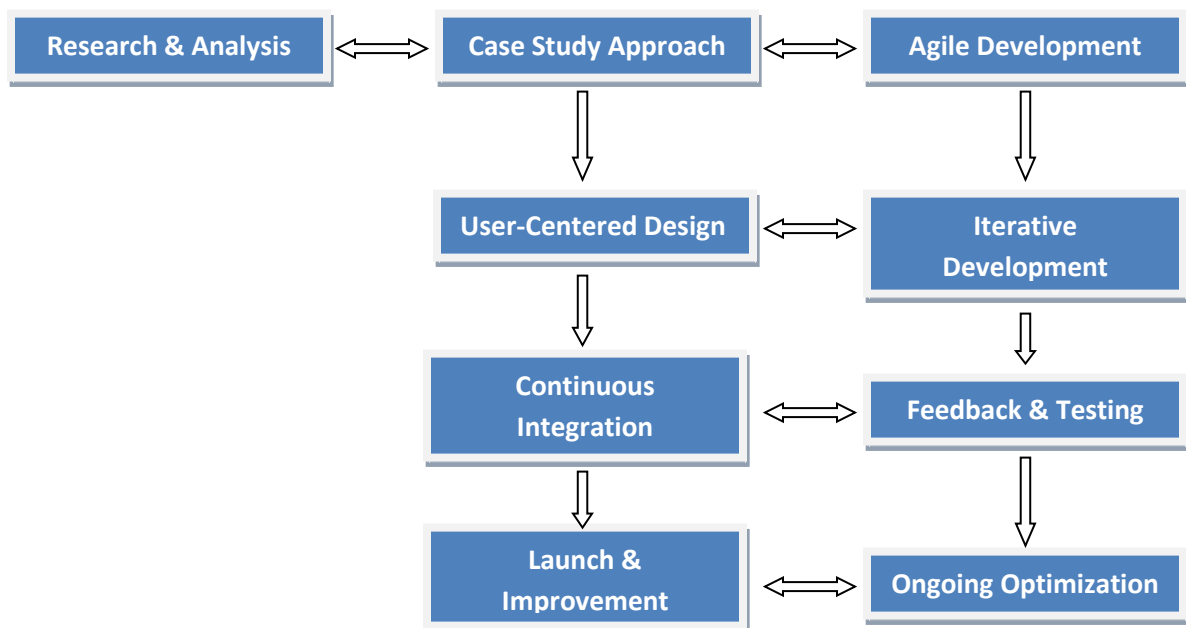 Research & Analysis
Case Study Approach
Agile Development
User-Centered Design
Iterative
Development
Continuous
Integration
Feedback & Testing
Launch &
Improvement
Ongoing Optimization